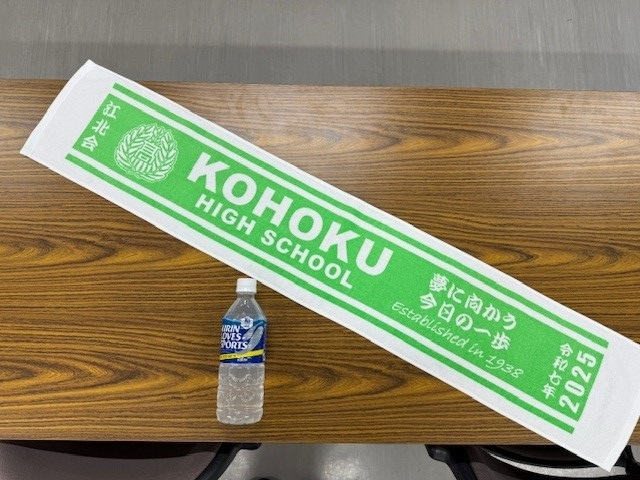 江北会
高
KOHOKU
HIGH SCHOOL
夢に向かう
今日の一歩
Established in 1938
令和七年
2025
KIRIN
LOVES
SPORTS